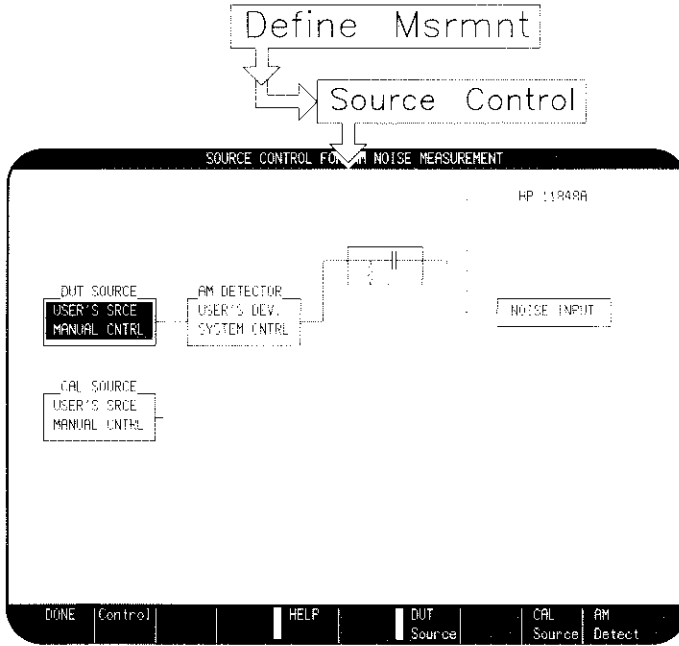 Define Msrmnt
Source Control
SOURCE CONTROL FOR AM NOISE MEASUREMENT
HP 11848A
DUT SOURCE
USER'S SRCE
MANUAL CNTRL
AM DETECTOR
USER'S DEV.
SYSTEM CNTRL
NOISE INPUT
CAL SOURCE
USER'S SRCE
MANUAL CNTRL
DONE Control HELP DUT Source CAL Source AM Detect